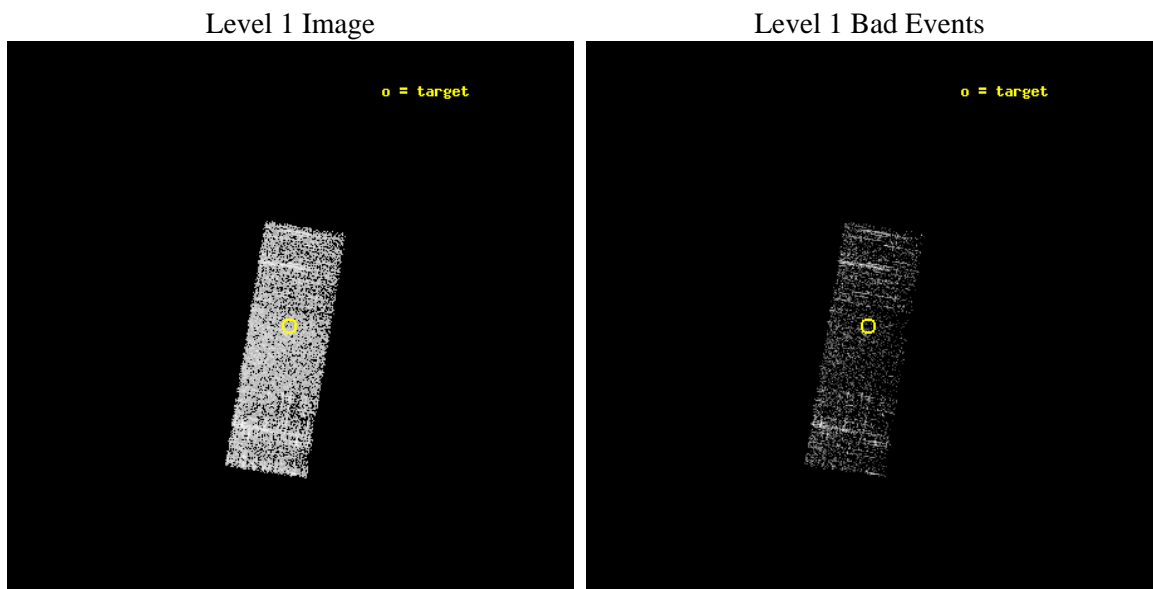 Level 1 Image
Level 1 Bad Events
o = target
o = target